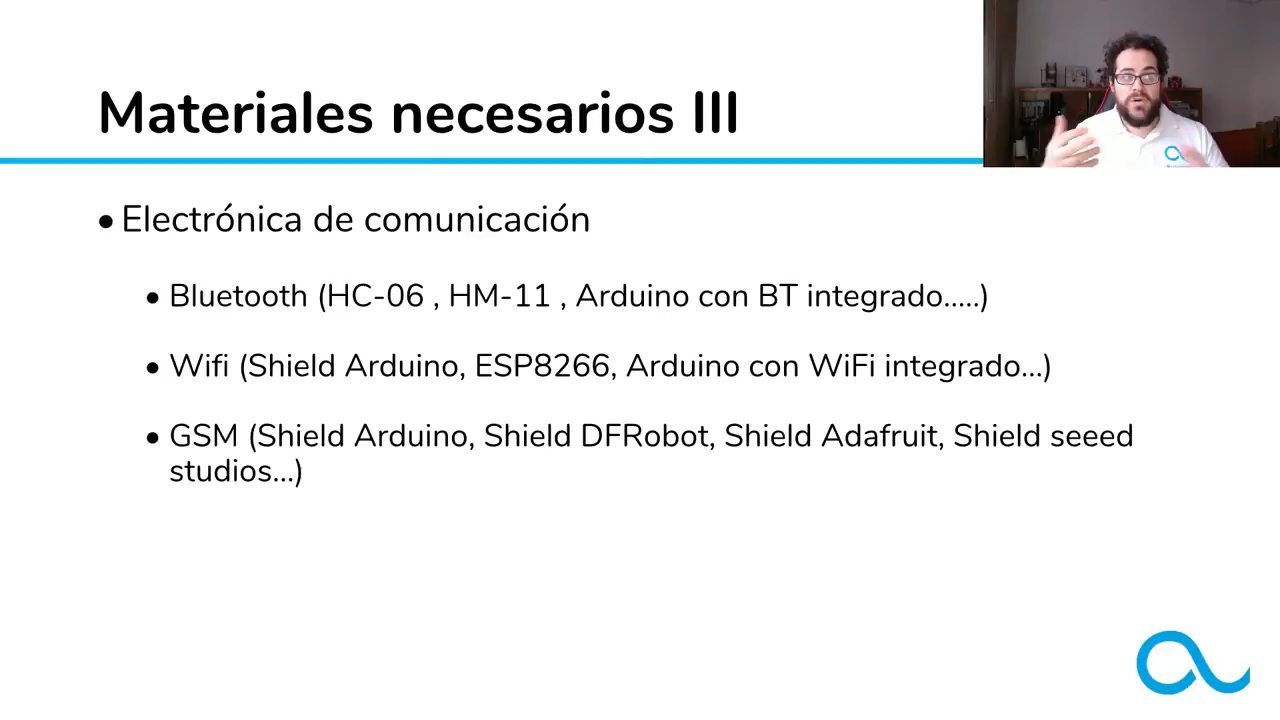 Materiales necesarios III
• Electrónica de comunicación
• Bluetooth (HC-06 , HM-11 , Arduino con BT integrado.....)
• Wifi (Shield Arduino, ESP8266, Arduino con WiFi integrado...)
• GSM (Shield Arduino, Shield DFRobot, Shield Adafruit, Shield seeed
studios...)